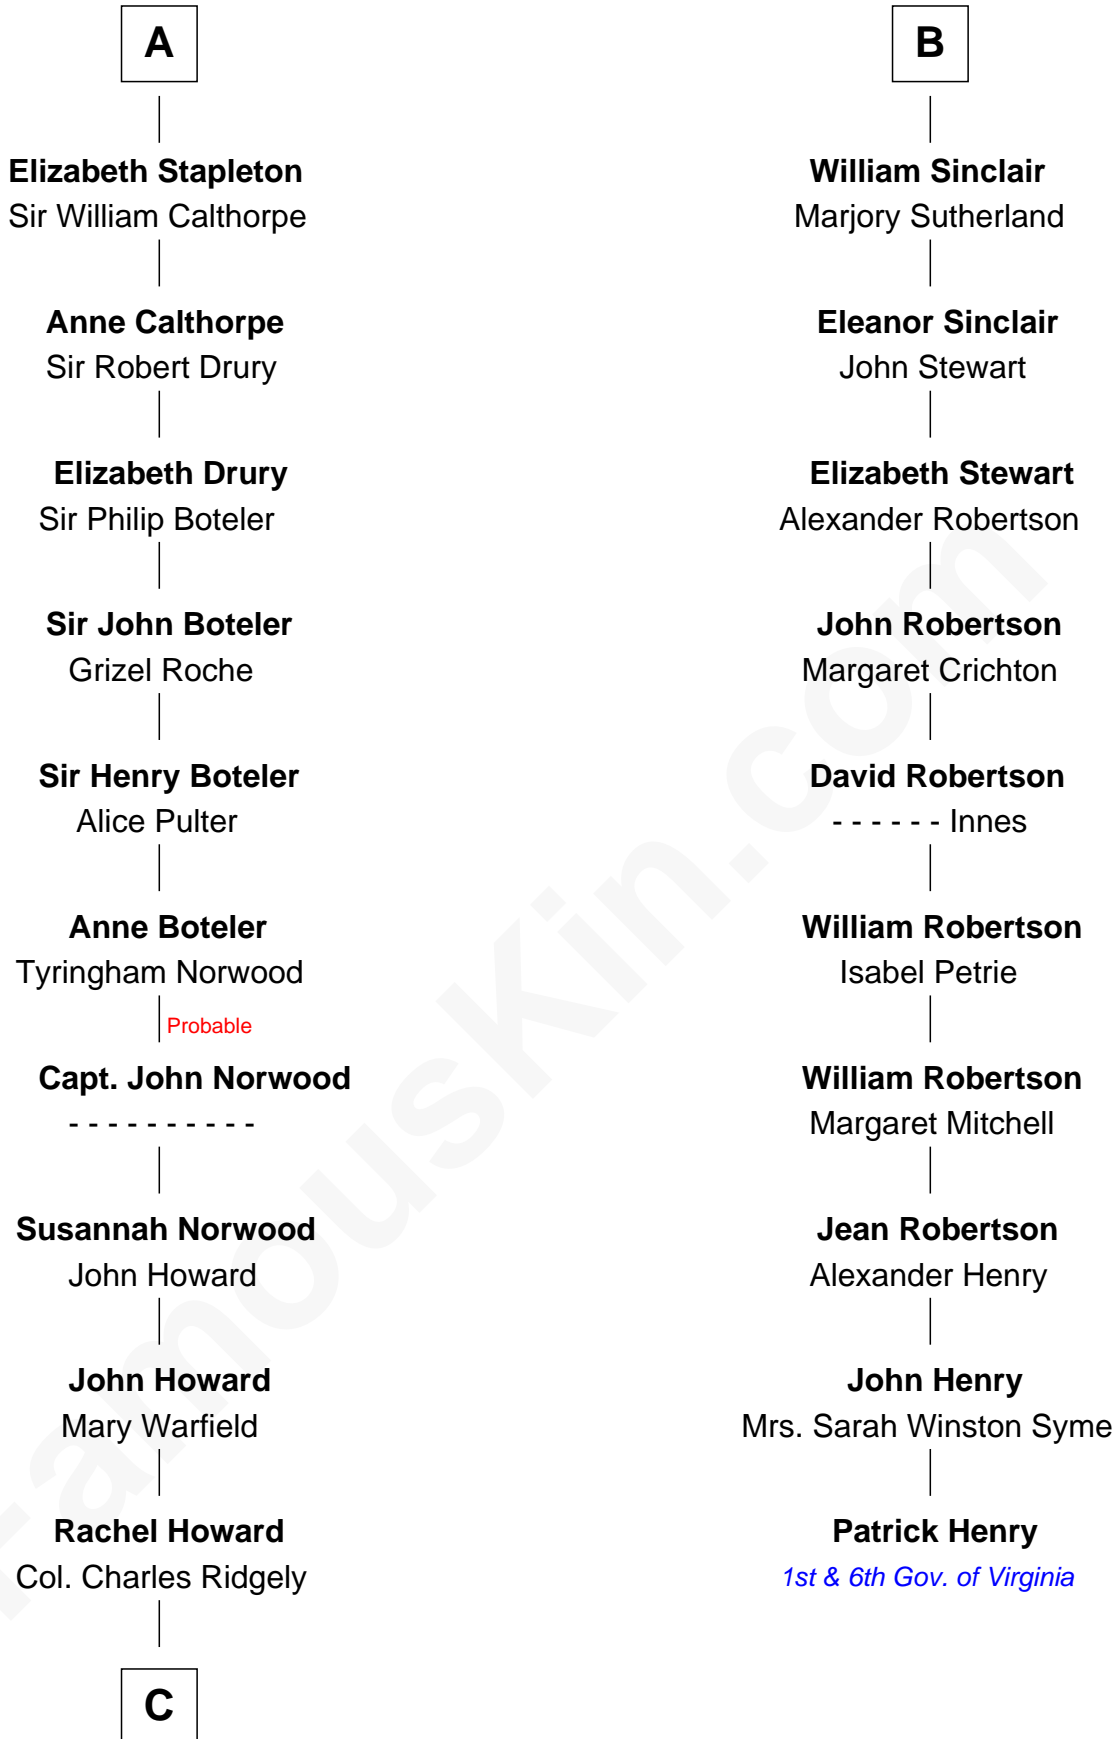 A
Elizabeth Stapleton
Sir William Calthorpe
Anne Calthorpe
Sir Robert Drury
Elizabeth Drury
Sir Philip Boteler
Sir John Boteler
Grizel Roche
Sir Henry Boteler
Alice Pulter
Anne Boteler
Tyringham Norwood
Probable
Capt. John Norwood
- - - - - - - - - -
Susannah Norwood
John Howard
John Howard
Mary Warfield
Rachel Howard
Col. Charles Ridgely
C
B
William Sinclair
Marjory Sutherland
Eleanor Sinclair
John Stewart
Elizabeth Stewart
Alexander Robertson
John Robertson
Margaret Crichton
David Robertson
- - - - - - Innes
William Robertson
Isabel Petrie
William Robertson
Margaret Mitchell
Jean Robertson
Alexander Henry
John Henry
Mrs. Sarah Winston Syme
Patrick Henry
1st & 6th Gov. of Virginia
FamousKin.com